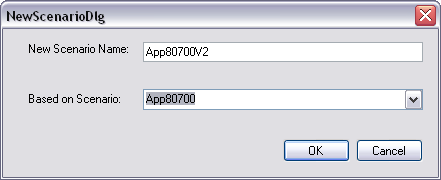 NewScenarioDlg
New Scenario Name: App80700V2
Based on Scenario: App80700
OK Cancel